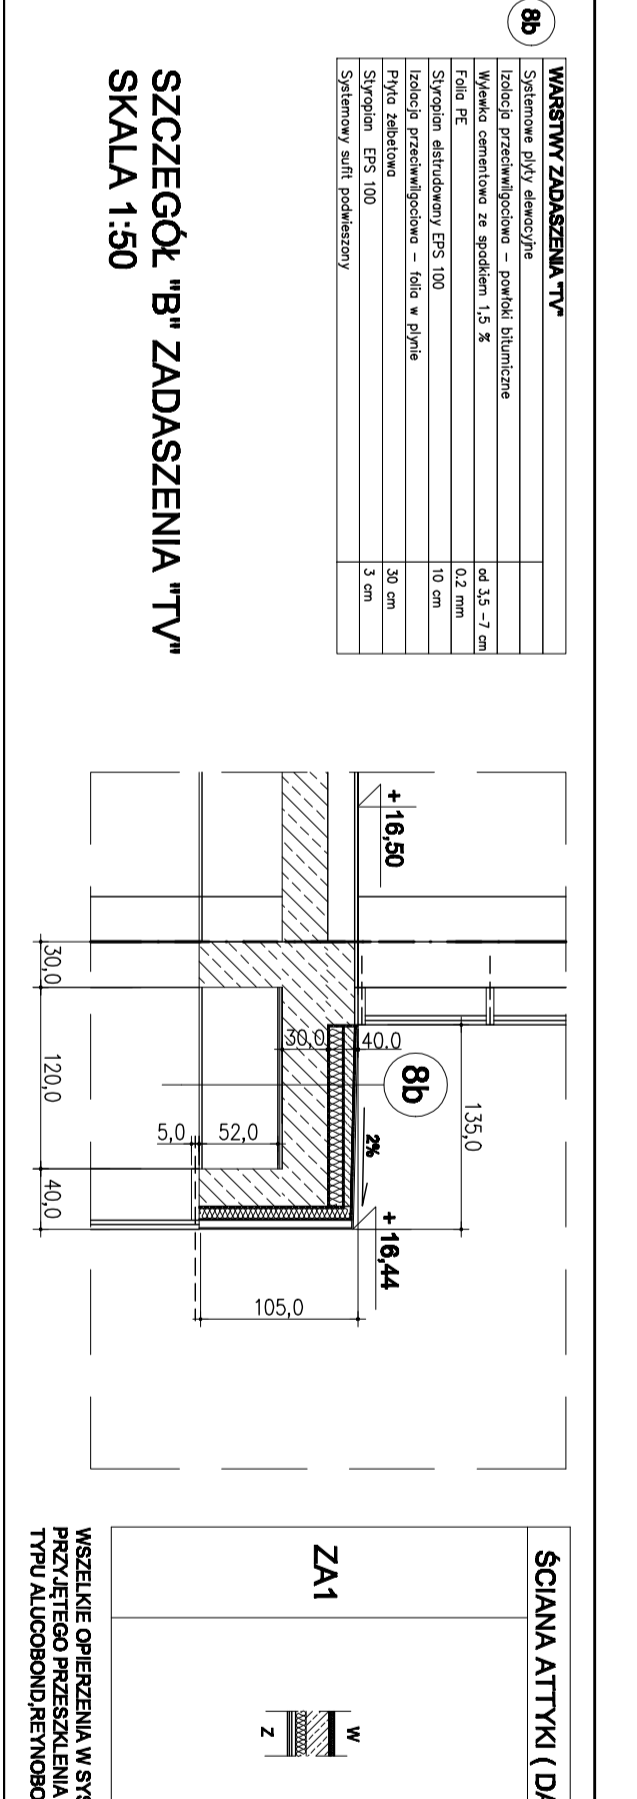 8b
WARSTWY ZADASZENIA "TV"
Systemowe płyty elewacyjne
Izolacja przeciwwilgociowa – powłoki bitumiczne
Wylewka cementowa ze spadkiem 1,5 % od 3,5 –7 cm
Folia PE 0.2 mm
Styropian elstrudowany EPS 100 10 cm
Izolacja przeciwwilgociowa – folia w płynie
Płyta żelbetowa 30 cm
Styropian EPS 100 3 cm
Systemowy sufit podwieszony
SZCZEGÓŁ "B" ZADASZENIA "TV"
SKALA 1:50
+ 16,50
135,0
40.0
30,0
8b
2%
+ 16,44
5,0
52,0
105,0
30,0
120,0
40,0
ŚCIANA ATTYKI ( DA
ZA1
W
Z
WSZELKIE OPIERZENIA W SYS
PRZYJĘTEGO PRZESZKLENIA
TYPU ALUCOBOND,REYNOBO